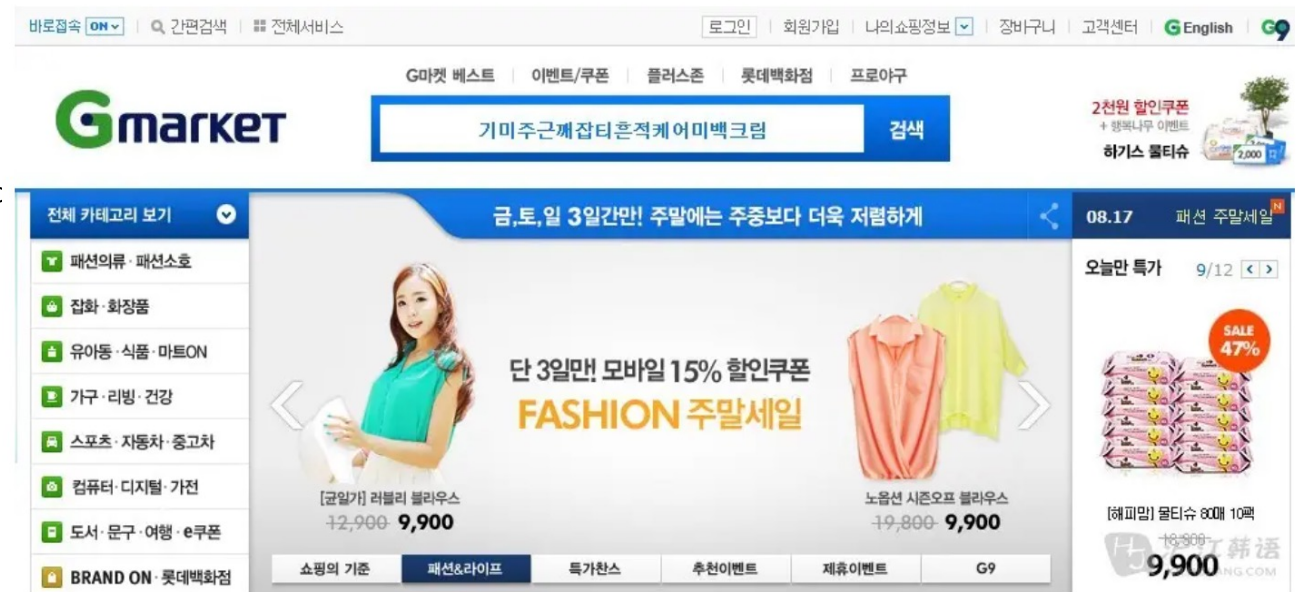 바로접속 ON 간편검색 전체서비스 로그인 회원가입 나의쇼핑정보 장바구니 고객센터 G English G9
G마켓 베스트 이벤트/쿠폰 플러스존 롯데백화점 프로야구
Gmarket
기미주근깨잡티흔적케어미백크림 검색
2천원 할인쿠폰
+ 행복나무 이벤트
하기스 물티슈
2,000
전체 카테고리 보기
금,토,일 3일간만! 주말에는 주중보다 더욱 저렴하게
08.17 패션 주말세일 N
패션의류·패션소호
잡화·화장품
유아동·식품·마트ON
가구·리빙·건강
스포츠·자동차·중고차
컴퓨터·디지털·가전
도서·문구·여행·e쿠폰
BRAND ON·롯데백화점
단 3일만! 모바일 15% 할인쿠폰
FASHION 주말세일
[균일가] 러블리 블라우스
12,900 9,900
노옵션 시즌오프 블라우스
19,800 9,900
쇼핑의 기준 패션&라이프 특가찬스 추천이벤트 제휴이벤트 G9
오늘만 특가 9/12
SALE
47%
[해피맘] 물티슈 80매 10팩
18,900
9,900
沪江韩语